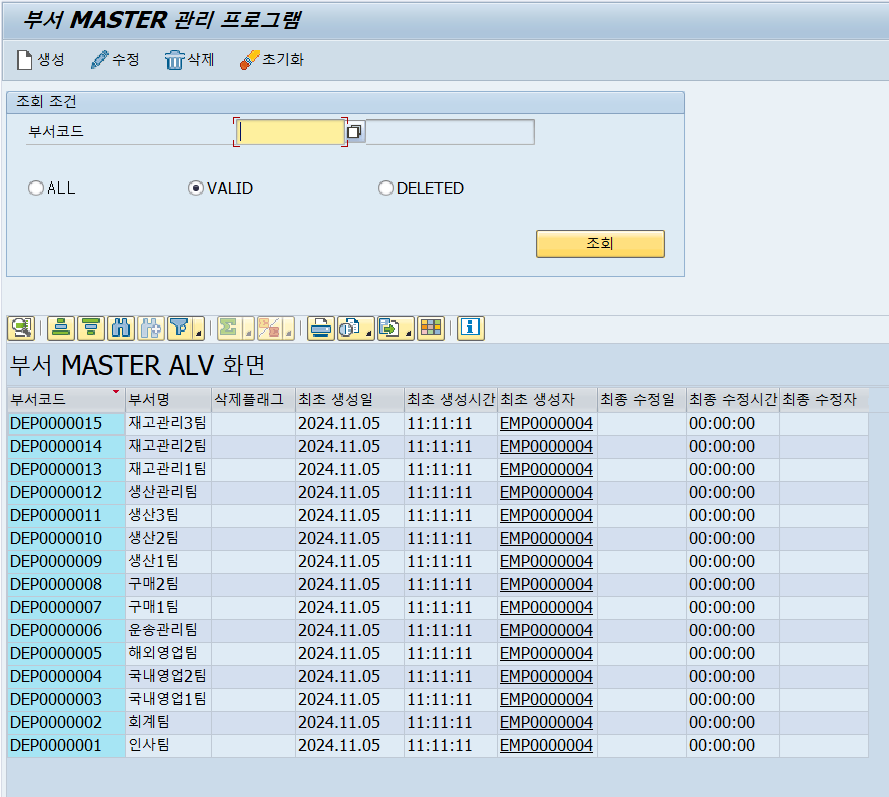 부서 MASTER 관리 프로그램
생성 수정 삭제 초기화
조회 조건
부서코드
ALL VALID DELETED
조회
부서 MASTER ALV 화면
부서코드 부서명 삭제플래그 최초 생성일 최초 생성시간 최초 생성자 최종 수정일 최종 수정시간 최종 수정자
DEP0000015 재고관리3팀 2024.11.05 11:11:11 EMP0000004 00:00:00
DEP0000014 재고관리2팀 2024.11.05 11:11:11 EMP0000004 00:00:00
DEP0000013 재고관리1팀 2024.11.05 11:11:11 EMP0000004 00:00:00
DEP0000012 생산관리팀 2024.11.05 11:11:11 EMP0000004 00:00:00
DEP0000011 생산3팀 2024.11.05 11:11:11 EMP0000004 00:00:00
DEP0000010 생산2팀 2024.11.05 11:11:11 EMP0000004 00:00:00
DEP0000009 생산1팀 2024.11.05 11:11:11 EMP0000004 00:00:00
DEP0000008 구매2팀 2024.11.05 11:11:11 EMP0000004 00:00:00
DEP0000007 구매1팀 2024.11.05 11:11:11 EMP0000004 00:00:00
DEP0000006 운송관리팀 2024.11.05 11:11:11 EMP0000004 00:00:00
DEP0000005 해외영업팀 2024.11.05 11:11:11 EMP0000004 00:00:00
DEP0000004 국내영업2팀 2024.11.05 11:11:11 EMP0000004 00:00:00
DEP0000003 국내영업1팀 2024.11.05 11:11:11 EMP0000004 00:00:00
DEP0000002 회계팀 2024.11.05 11:11:11 EMP0000004 00:00:00
DEP0000001 인사팀 2024.11.05 11:11:11 EMP0000004 00:00:00